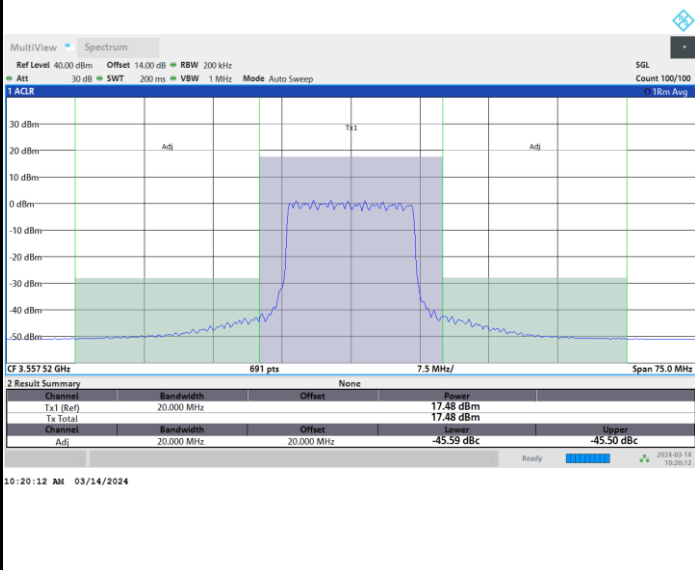 MultiView Spectrum
Ref Level 40.00 dBm Offset 14.00 dB RBW 200 kHz SGL
Att 30 dB SWT 200 ms VBW 1 MHz Mode Auto Sweep Count 100/100
1 ACLR 1Rm Avg
Tx1
30 dBm
Adj Adj
20 dBm
10 dBm
0 dBm
-10 dBm
-20 dBm
-30 dBm
-40 dBm
-50 dBm
CF 3.55752 GHz 691 pts 7.5 MHz/ Span 75.0 MHz
2 Result Summary None
Channel Bandwidth Offset Power
Tx1 (Ref) 20.000 MHz 17.48 dBm
Tx Total 17.48 dBm
Channel Bandwidth Offset Lower Upper
Adj 20.000 MHz 20.000 MHz -45.59 dBc -45.50 dBc
Ready 2024-03-14
10:20:12
10:20:12 AM 03/14/2024